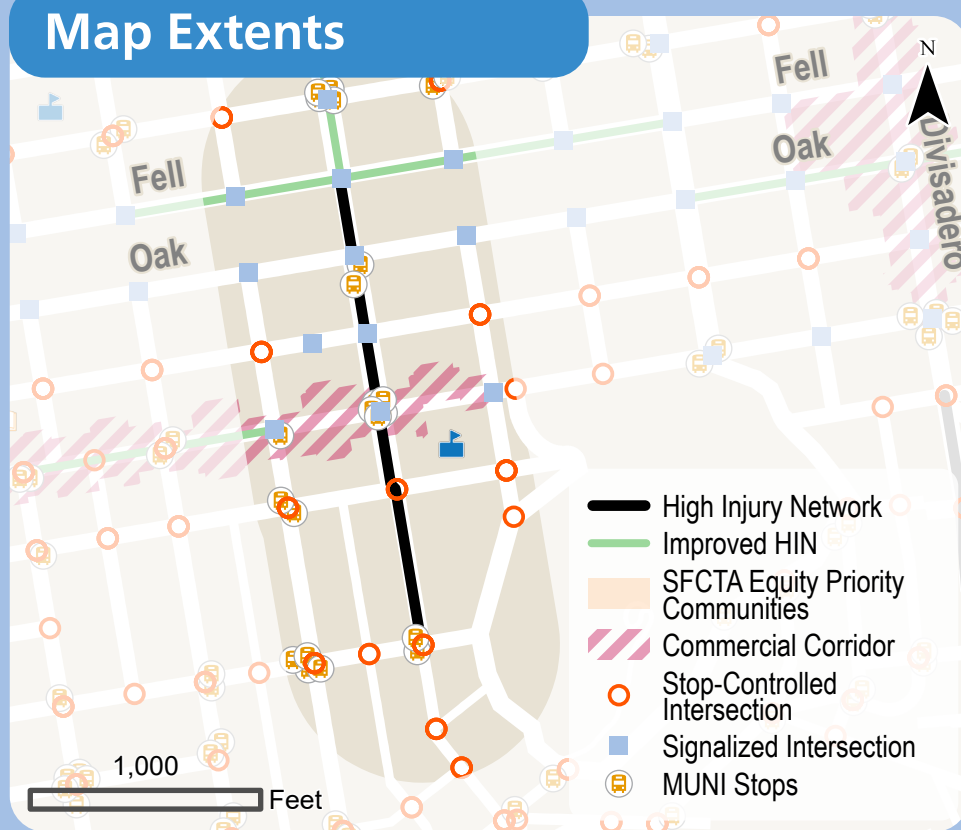 Map Extents
N
Fell
Oak
Divisadero
Fell
Oak
High Injury Network
Improved HIN
SFCTA Equity Priority
Communities
Commercial Corridor
Stop-Controlled
Intersection
Signalized Intersection
MUNI Stops
1,000
Feet